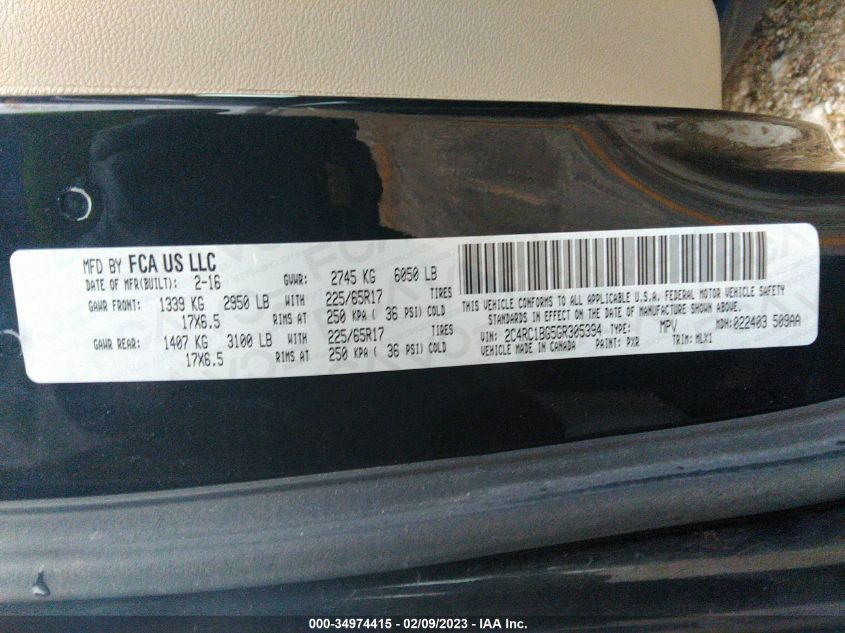 MFD BY FCA US LLC
DATE OF MFR(BUILT): 2-16 GVWR: 2745 KG 6050 LB
GAWR FRONT: 1339 KG 2950 LB WITH 225/65R17 TIRES
17X6.5 RIMS AT 250 KPA ( 36 PSI) COLD
GAWR REAR: 1407 KG 3100 LB WITH 225/65R17 TIRES
17X6.5 RIMS AT 250 KPA ( 36 PSI) COLD
THIS VEHICLE CONFORMS TO ALL APPLICABLE U.S.A. FEDERAL MOTOR VEHICLE SAFETY
STANDARDS IN EFFECT ON THE DATE OF MANUFACTURE SHOWN ABOVE.
VIN: 2C4RC1BG5GR305394 TYPE: MPV MDH: 022403 509AA
VEHICLE MADE IN CANADA PAINT: PXR TRIM: MLX1
000-34974415 - 02/09/2023 - IAA Inc.